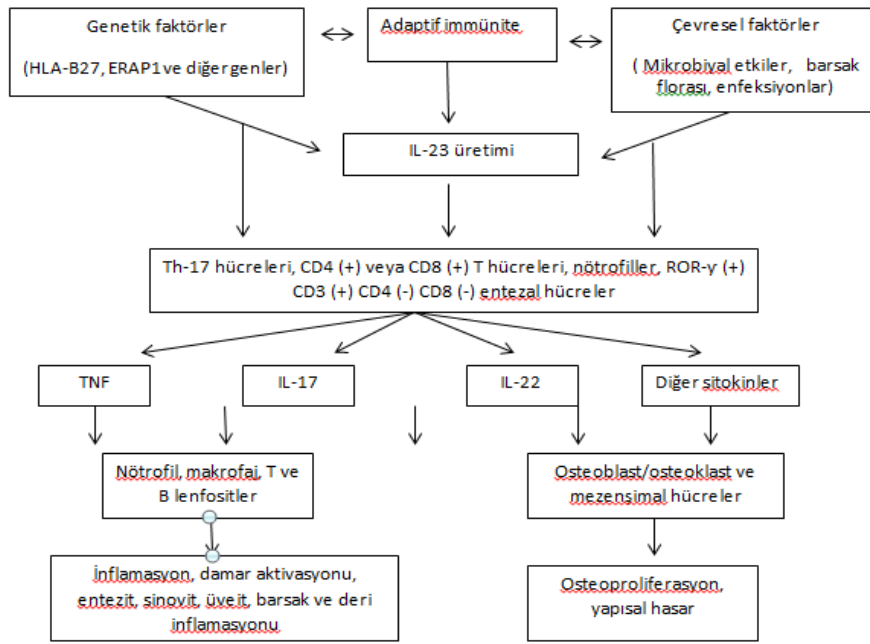 Genetik faktörler
(HLA-B27, ERAP1 ve diğer genler)
Adaptif immünite
Çevresel faktörler
( Mikrobiyal etkiler, barsak
florası, enfeksiyonlar)
IL-23 üretimi
Th-17 hücreleri, CD4 (+) veya CD8 (+) T hücreleri, nötrofiller, ROR-γ (+)
CD3 (+) CD4 (-) CD8 (-) entezal hücreler
TNF
IL-17
IL-22
Diğer sitokinler
Nötrofil, makrofaj, T ve
B lenfositler
Osteoblast/osteoklast ve
mezenşimal hücreler
İnflamasyon, damar aktivasyonu,
entezit, sinovit, üveit, barsak ve deri
inflamasyonu
Osteoproliferasyon,
yapısal hasar